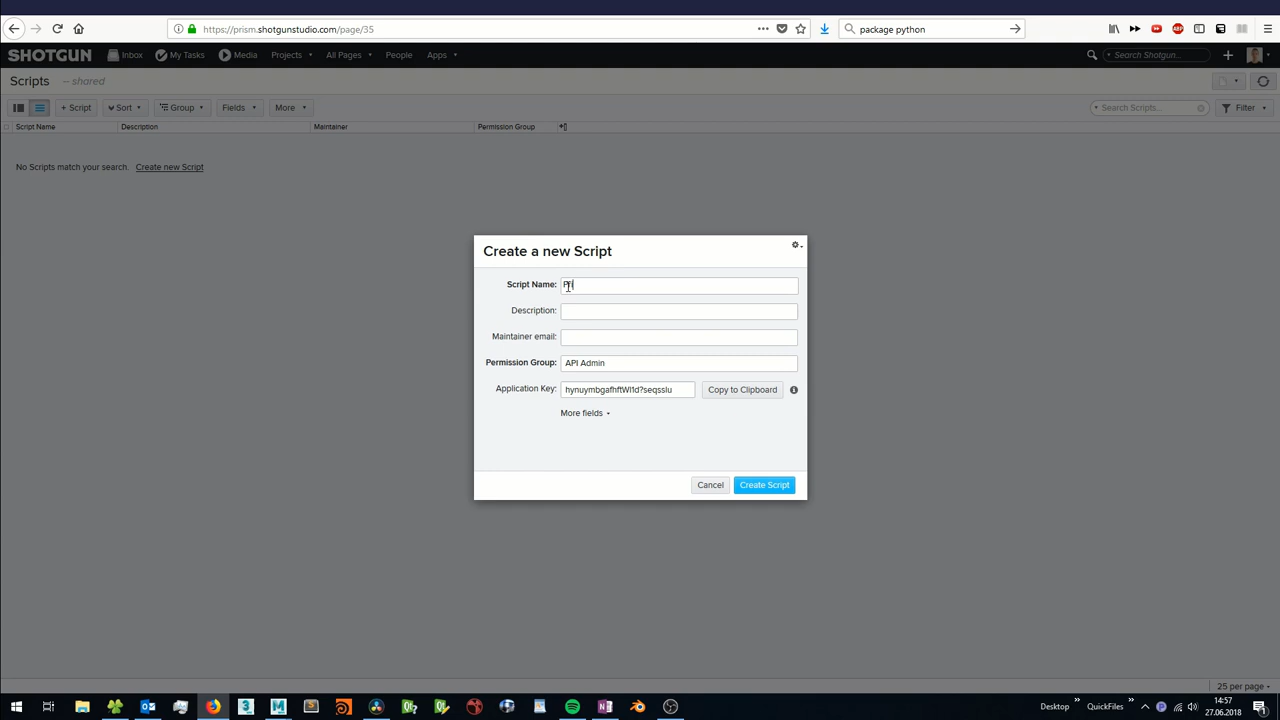 https://prism.shotgunstudio.com/page/35
package python
SHOTGUN Inbox My Tasks Media Projects All Pages People Apps Search Shotgun...
Scripts – shared
+ Script Sort Group Fields More Search Scripts... Filter
Script Name Description Maintainer Permission Group
No Scripts match your search. Create new Script
Create a new Script
Script Name:
Description:
Maintainer email:
Permission Group: API Admin
Application Key: Copy to Clipboard
More fields
Cancel Create Script
25 per page
Desktop QuickFiles 14:57
27.06.2018